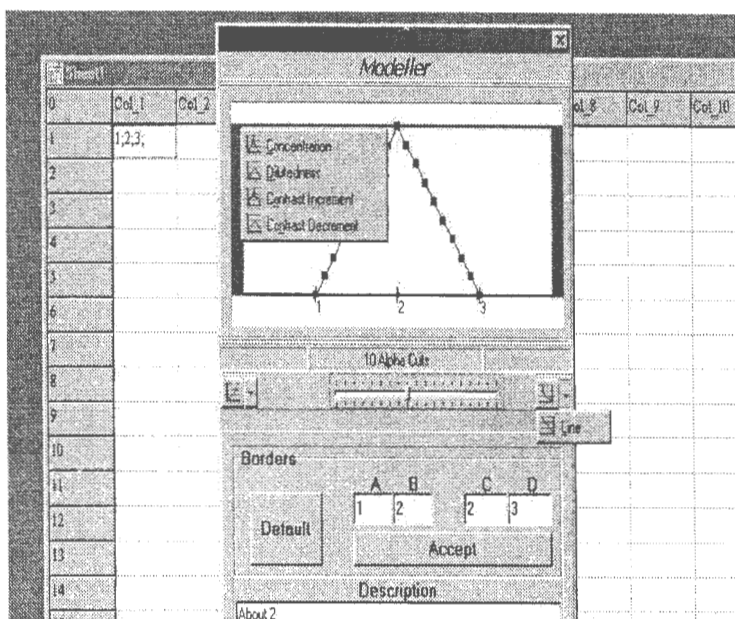 Modeller
Sheet1
0 Col_1 Col_2 ol_8 Col_9 Col_10
1 1;2;3;
2
3
4
5
6
7
8
9
10
11
12
13
14
Concentration
Dilutedness
Contrast Increment
Contrast Decrement
1 2 3
10 Alpha Cuts
Line
Borders
A B C D
1 2 2 3
Default
Accept
Description
About 2